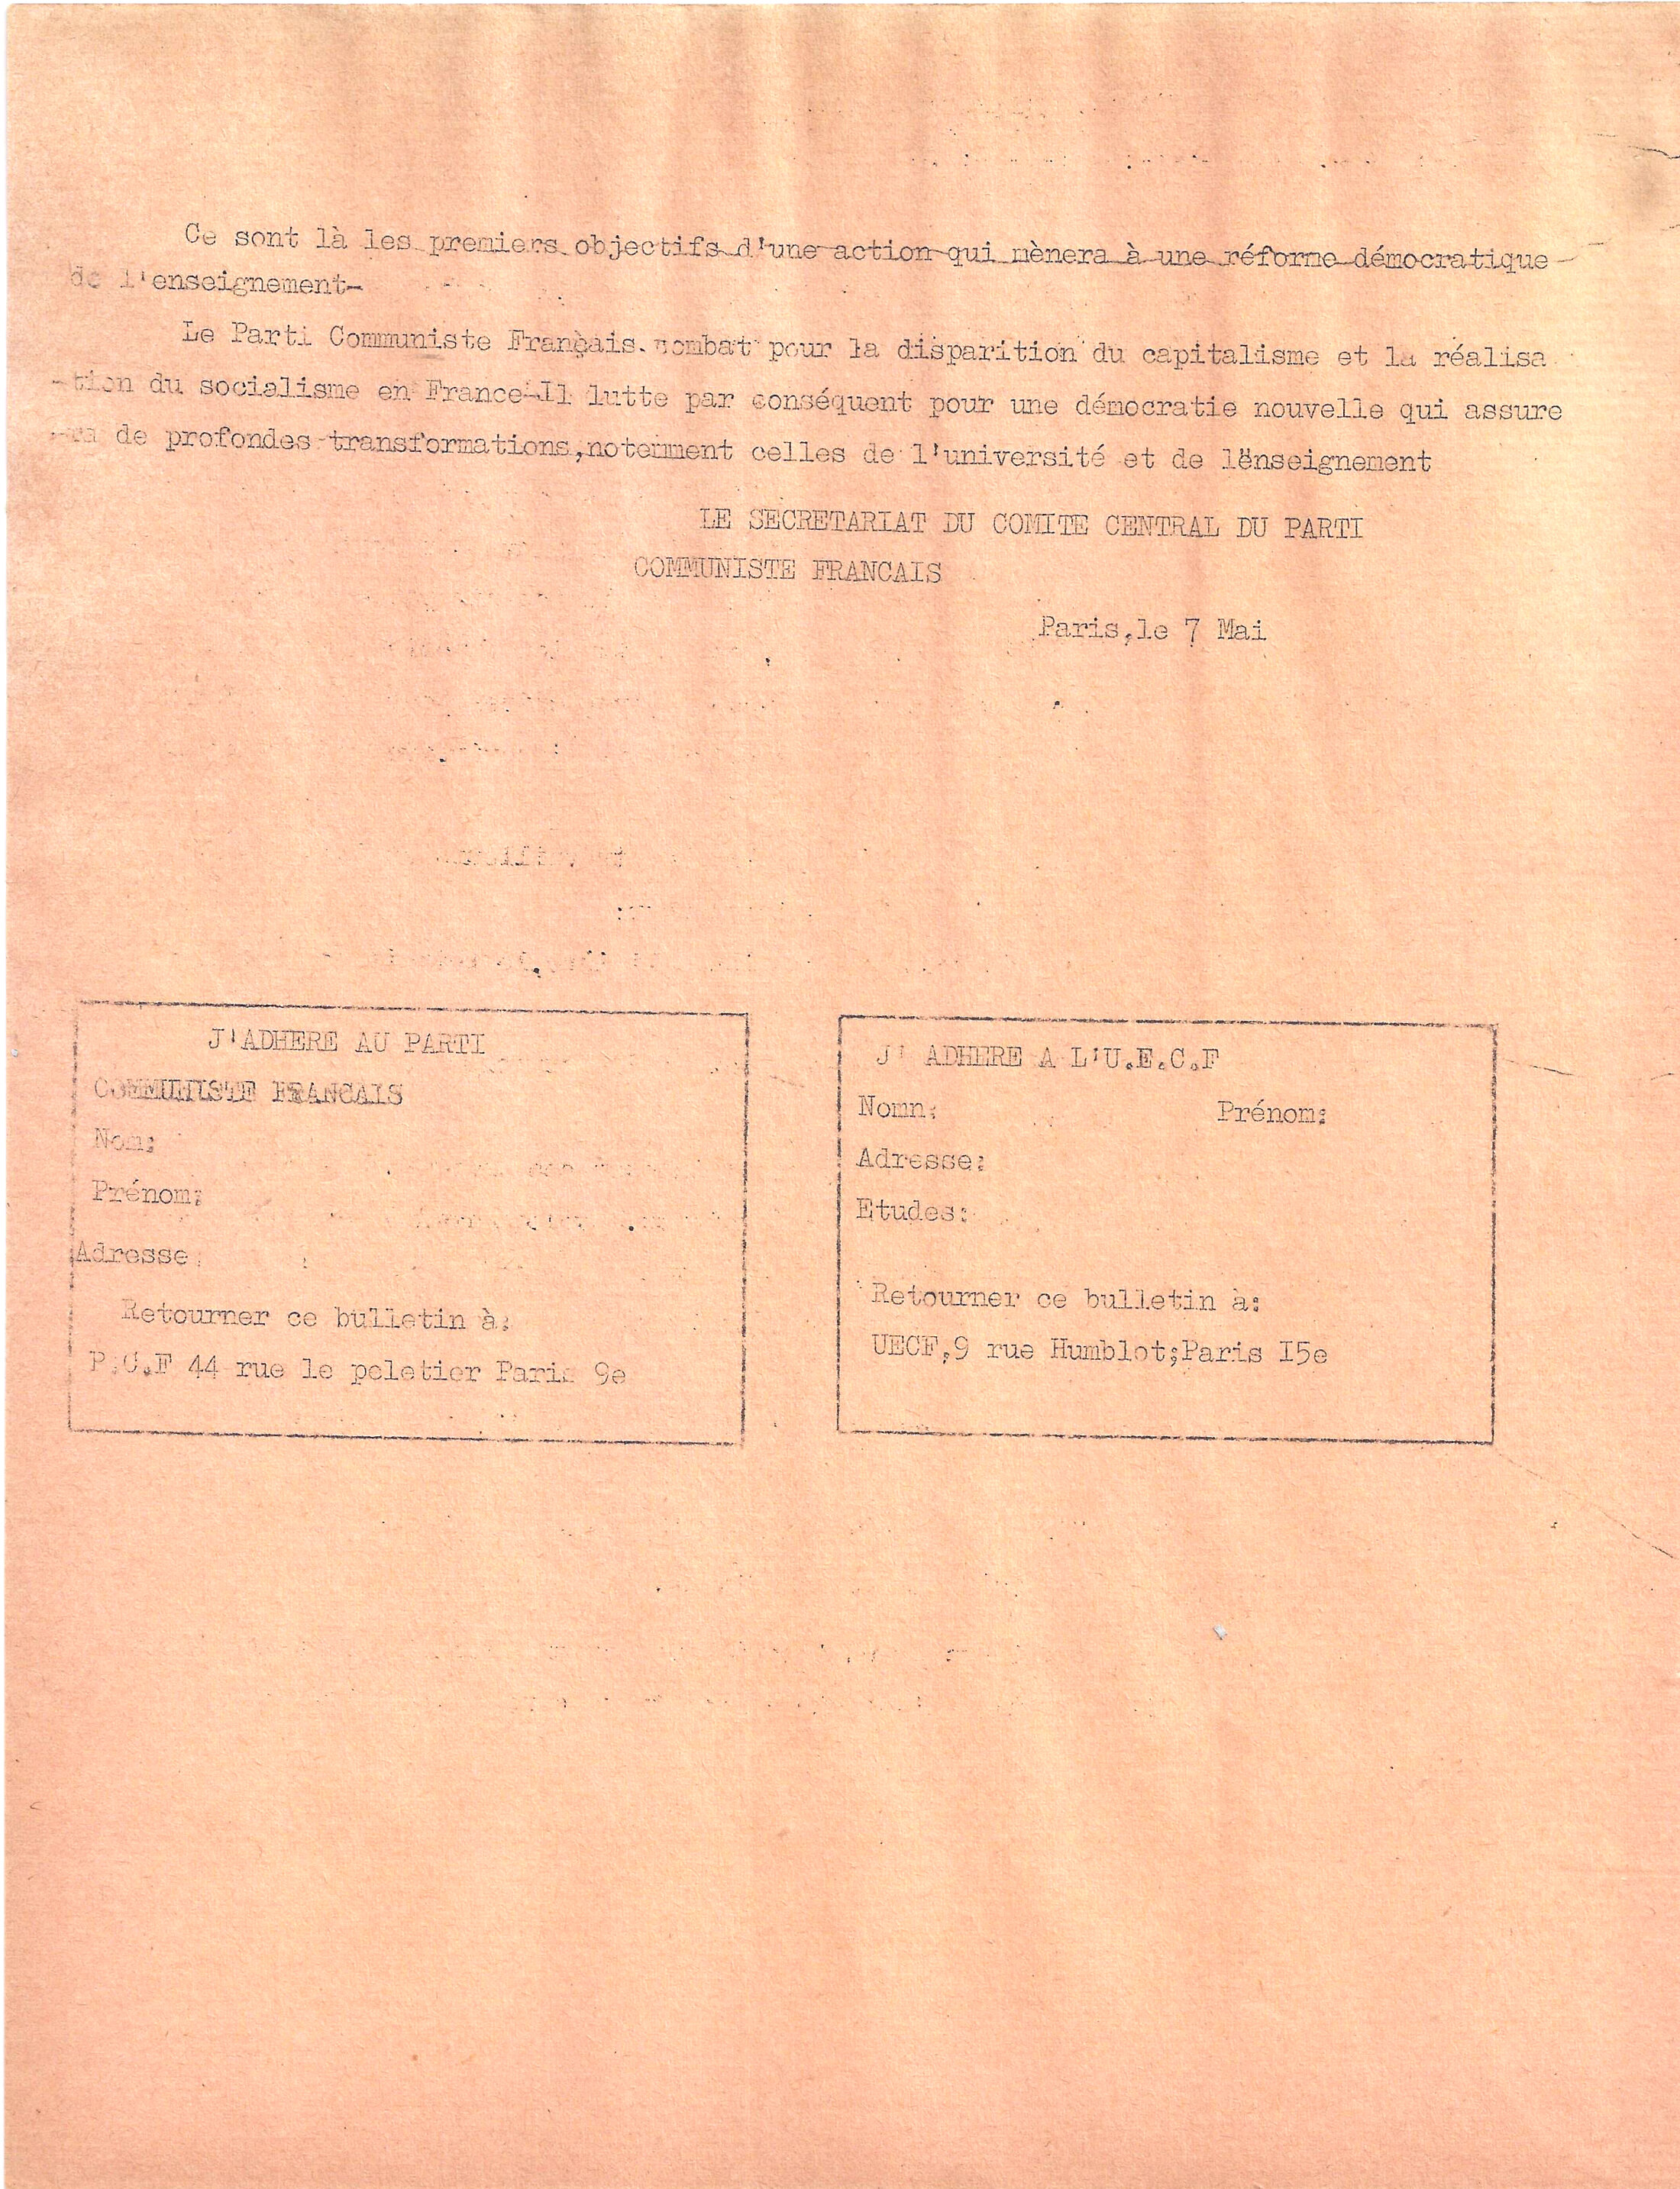 Ce sont là les premiers objectifs d'une action qui mènera à une réforme démocratique
de l'enseignement-
Le Parti Communiste Français combat pour la disparition du capitalisme et la réalisa
-tion du socialisme en France-Il lutte par conséquent pour une démocratie nouvelle qui assure
-ra de profondes transformations,notemment celles de l'université et de lënseignement
LE SECRETARIAT DU COMITE CENTRAL DU PARTI
COMMUNISTE FRANCAIS
Paris,le 7 Mai
J'ADHERE AU PARTI
COMMUNISTE FRANCAIS
Nom:
Prénom:
Adresse
Retourner ce bulletin à:
P.C.F 44 rue le peletier Paris 9e
J' ADHERE A L'U.E.C.F
Nomn: Prénom:
Adresse:
Etudes:
Retourner ce bulletin à:
UECF,9 rue Humblot;Paris I5e